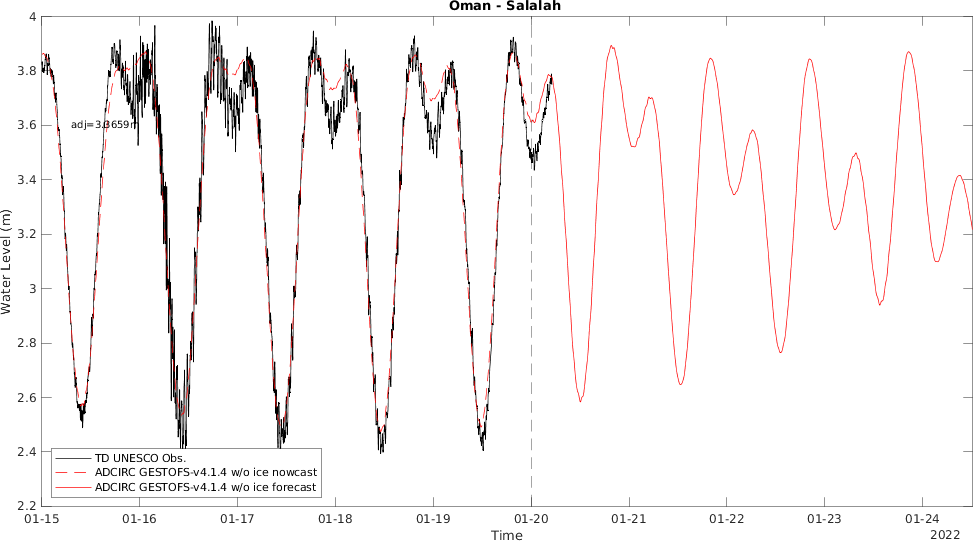 Oman - Salalah
4
3.8
3.6
3.4
3.2
3
2.8
2.6
2.4
2.2
Water Level (m)
TD UNESCO Obs.
ADCIRC GESTOFS-v4.1.4 w/o ice nowcast
ADCIRC GESTOFS-v4.1.4 w/o ice forecast
01-15 01-16 01-17 01-18 01-19 01-20 01-21 01-22 01-23 01-24
Time
2022